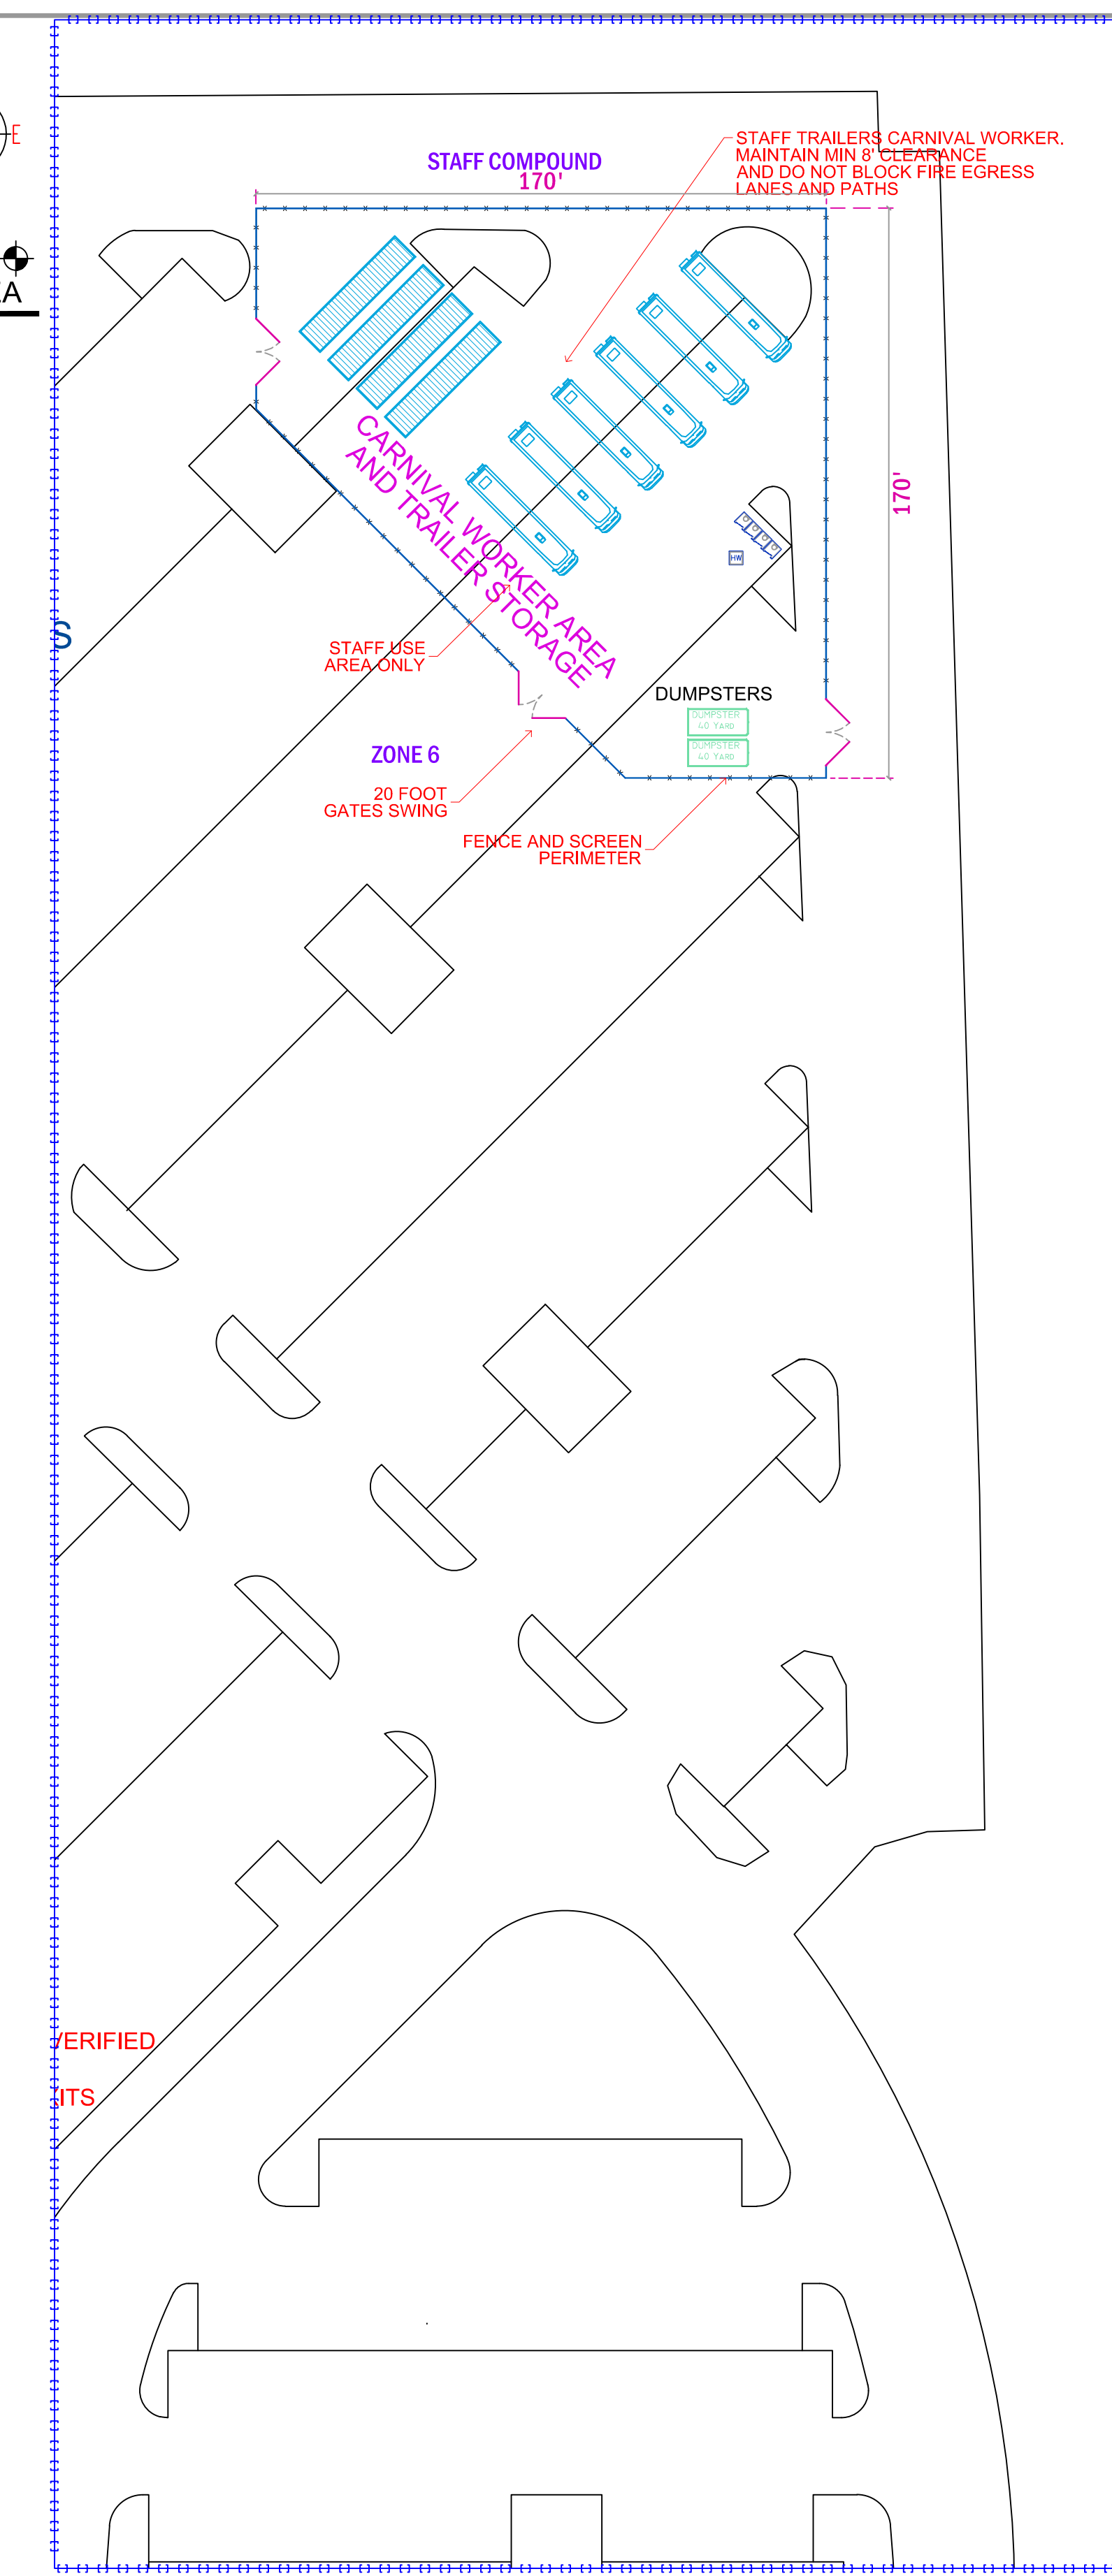 E
STAFF TRAILERS CARNIVAL WORKER.
MAINTAIN MIN 8' CLEARANCE
AND DO NOT BLOCK FIRE EGRESS
LANES AND PATHS
STAFF COMPOUND
170'
EA
170'
CARNIVAL WORKER AREA
AND TRAILER STORAGE
HW
STAFF USE
AREA ONLY
S
DUMPSTERS
DUMPSTER
40 YARD
DUMPSTER
40 YARD
ZONE 6
20 FOOT
GATES SWING
FENCE AND SCREEN
PERIMETER
VERIFIED
ITS